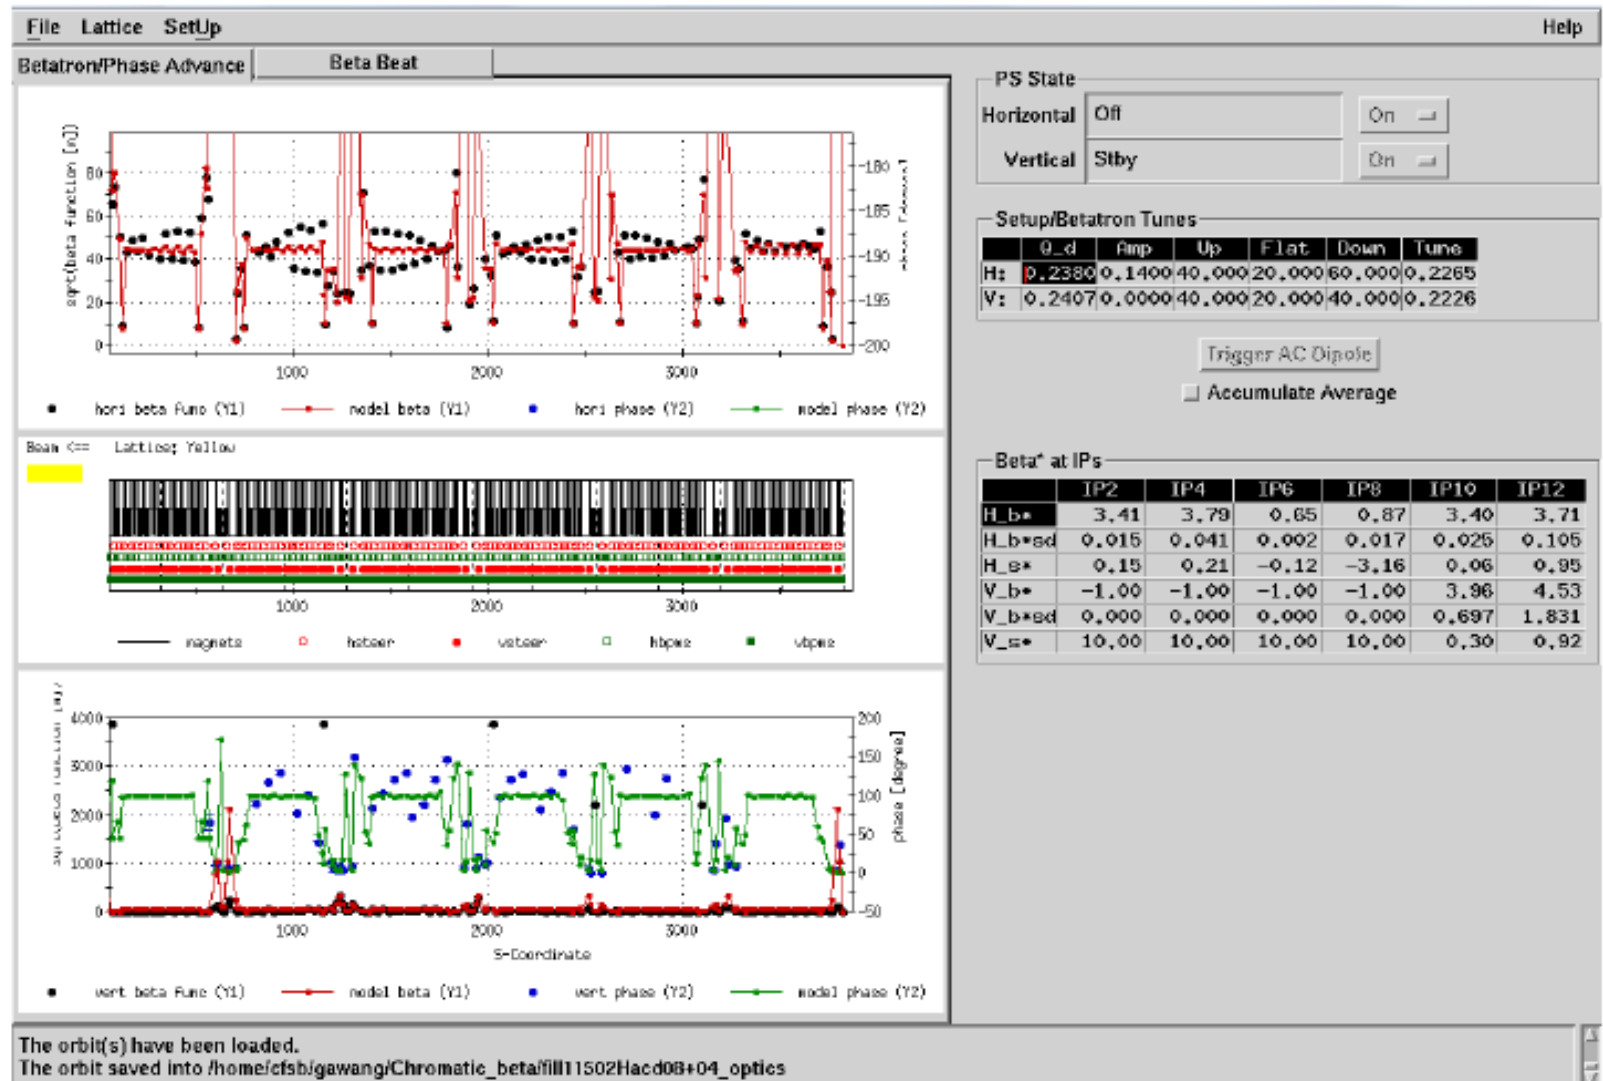 File Lattice SetUp Help
Betatron/Phase Advance Beta Beat
80
60
40
20
0
-180
-185
-190
-195
-200
1000 2000 3000
hori beta func (Y1) model beta (Y1) hori phase (Y2) model phase (Y2)
Beam <== Lattice: Yellow
1000 2000 3000
magnets hsteer vsteer hbpms vbpms
4000
3000
2000
1000
0
200
150
100
50
0
-50
phase [degree]
1000 2000 3000
S-Coordinate
vert beta func (Y1) model beta (Y1) vert phase (Y2) model phase (Y2)
sqrt(beta function [m])
PS State
Horizontal Off On
Vertical Stby On
Setup/Betatron Tunes
Q_d Amp Up Flat Down Tune
H: 0.2380 0.1400 40.000 20.000 60.000 0.2265
V: 0.2407 0.0000 40.000 20.000 40.000 0.2226
Trigger AC Dipole
Accumulate Average
Beta* at IPs
IP2 IP4 IP6 IP8 IP10 IP12
H_b* 3.41 3.79 0.65 0.87 3.40 3.71
H_b*sd 0.015 0.041 0.002 0.017 0.025 0.105
H_s* 0.15 0.21 -0.12 -3.16 0.06 0.95
V_b* -1.00 -1.00 -1.00 -1.00 3.96 4.53
V_b*sd 0.000 0.000 0.000 0.000 0.697 1.831
V_s* 10.00 10.00 10.00 10.00 0.30 0.92
The orbit(s) have been loaded.
The orbit saved into /home/cfsb/gawang/Chromatic_beta/fill11502Hacd08+04_optics